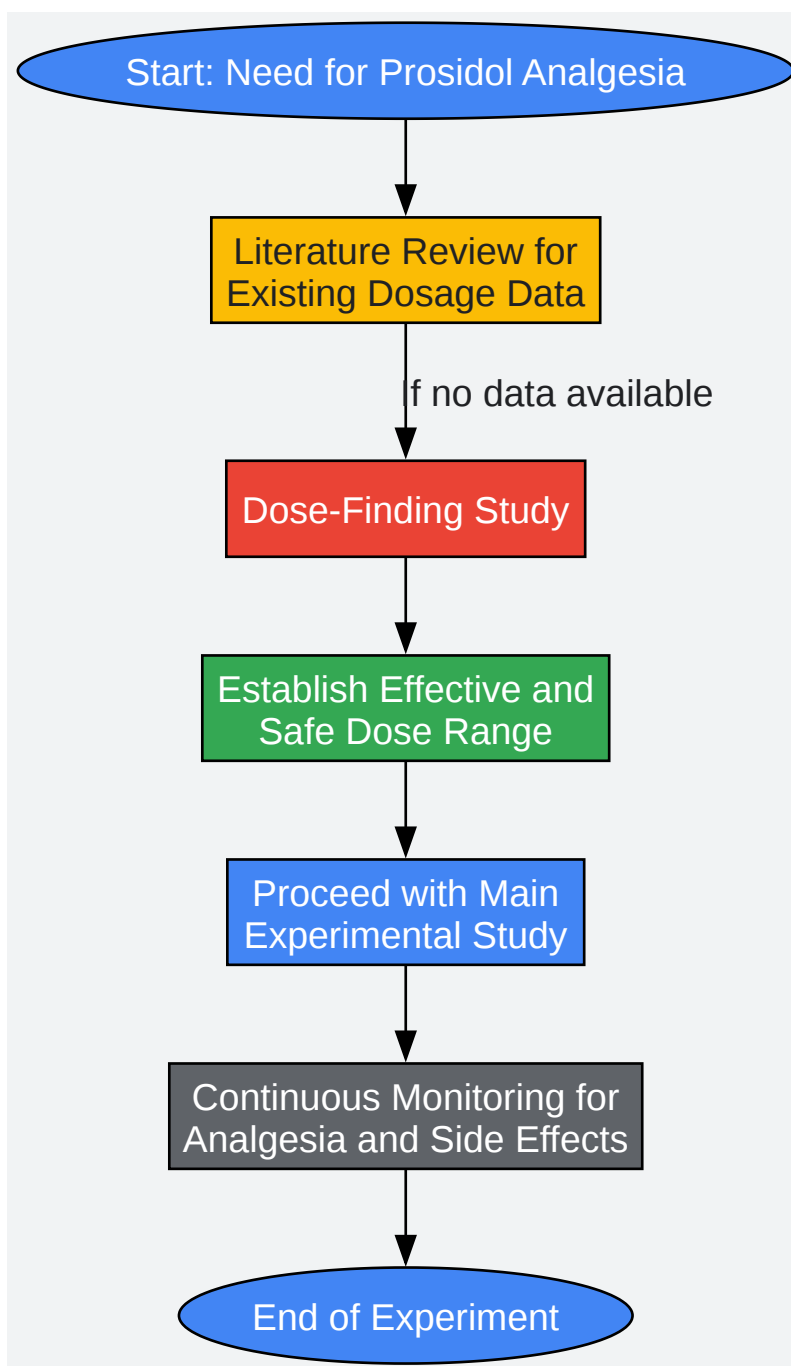 Start: Need for Prosidol Analgesia
Literature Review for
Existing Dosage Data
If no data available
Dose-Finding Study
Establish Effective and
Safe Dose Range
Proceed with Main
Experimental Study
Continuous Monitoring for
Analgesia and Side Effects
End of Experiment